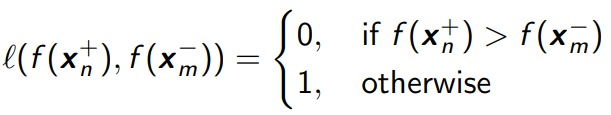 ℓ(f(x_n^+), f(x_m^-)) = { 0, if f(x_n^+) > f(x_m^-)
1, otherwise